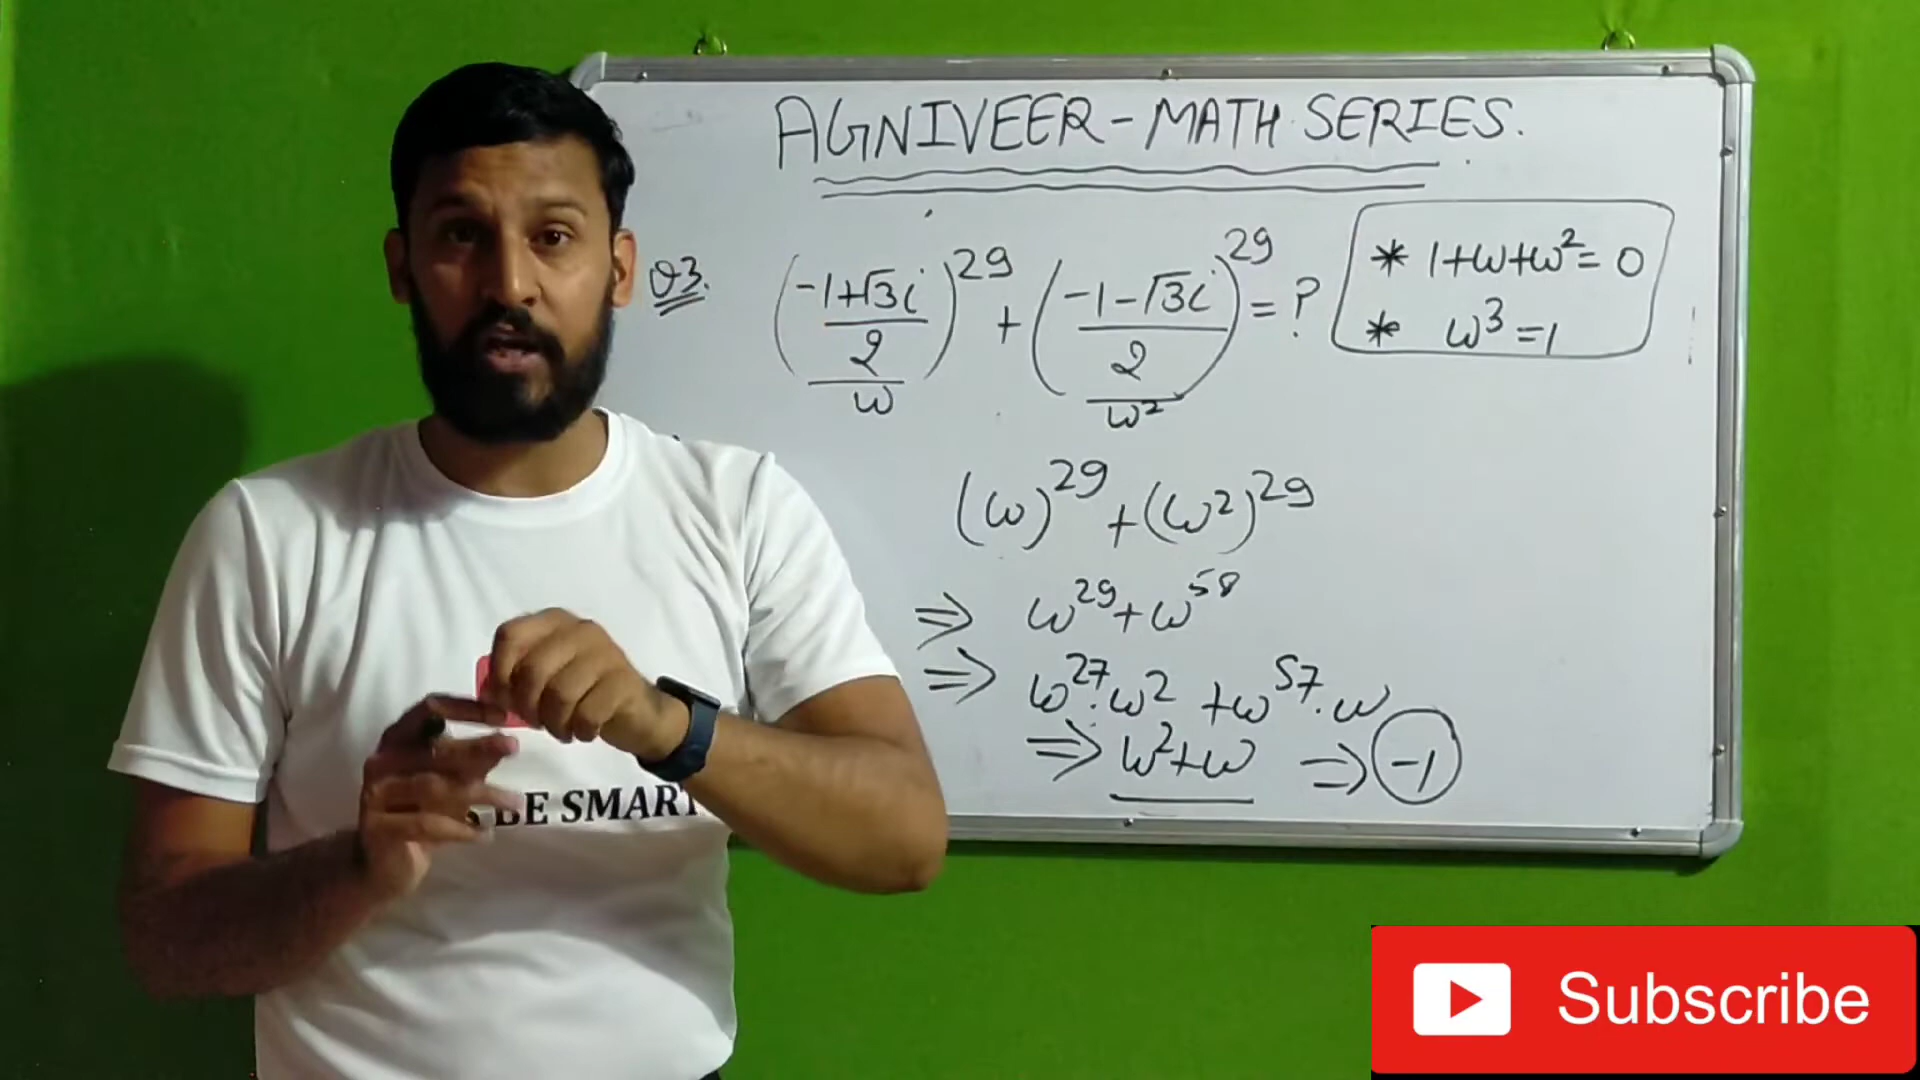 AGNIVEER-MATH SERIES.
Q3. ((-1+√3i)/2)^29 + ((-1-√3i)/2)^29 = ?
ω ω²
* 1+ω+ω²=0
* ω³=1
(ω)^29+(ω²)^29
⇒ ω^29+ω^58
⇒ ω^27.ω² +ω^57.ω
⇒ ω²+ω ⇒ -1
BE SMART
Subscribe